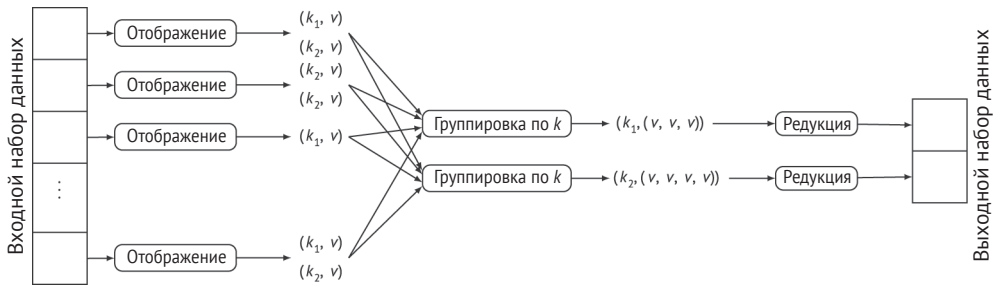 Входной набор данных
Отображение
(k₁, v)
(k₂, v)
Отображение
(k₂, v)
(k₂, v)
Отображение
(k₁, v)
...
Отображение
(k₁, v)
(k₂, v)
Группировка по k
(k₁,(v, v, v))
Редукция
Группировка по k
(k₂,(v, v, v, v))
Редукция
Выходной набор данных